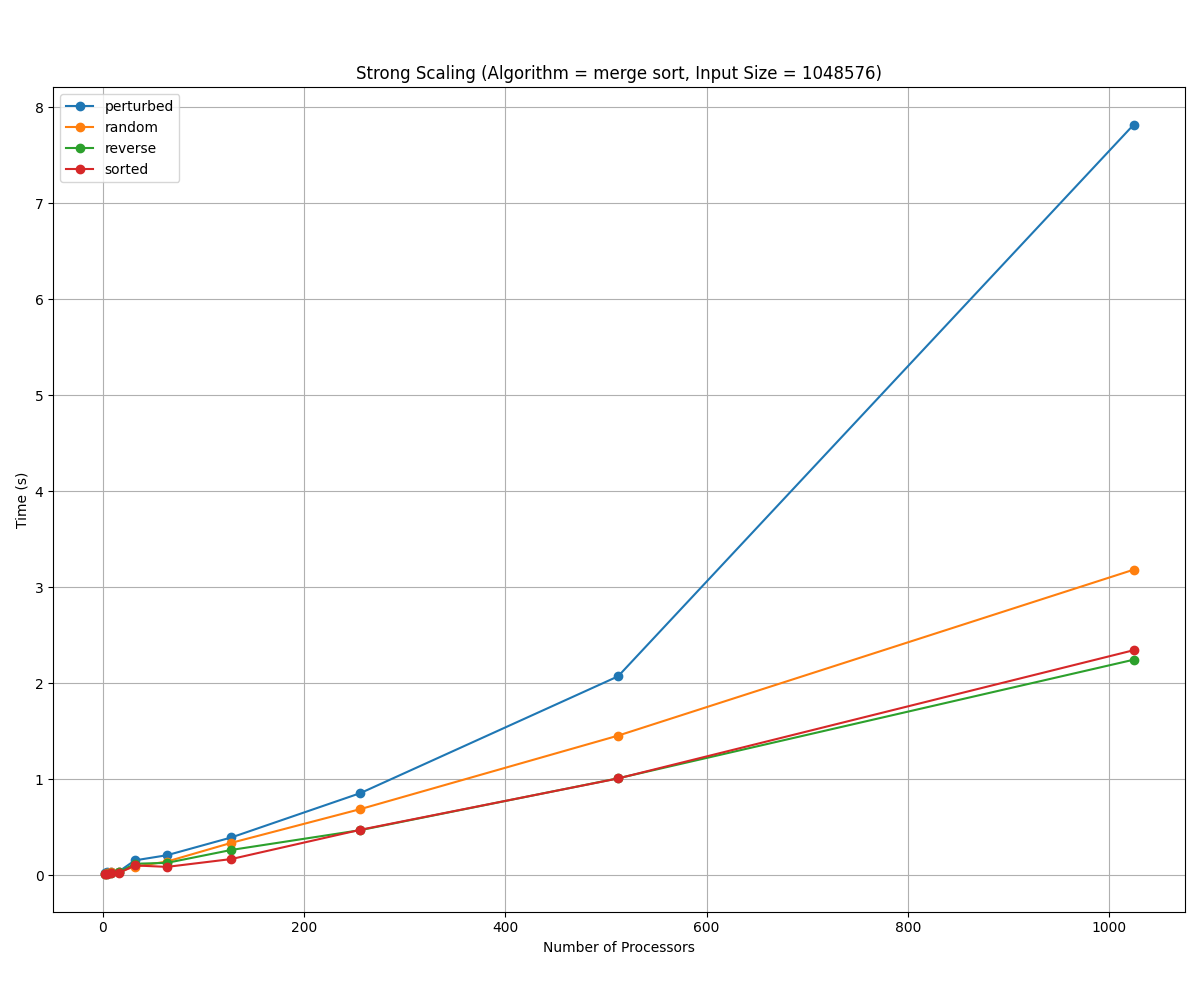 Strong Scaling (Algorithm = merge sort, Input Size = 1048576)
perturbed
random
reverse
sorted
8
7
6
5
4
3
2
1
0
Time (s)
0 200 400 600 800 1000
Number of Processors